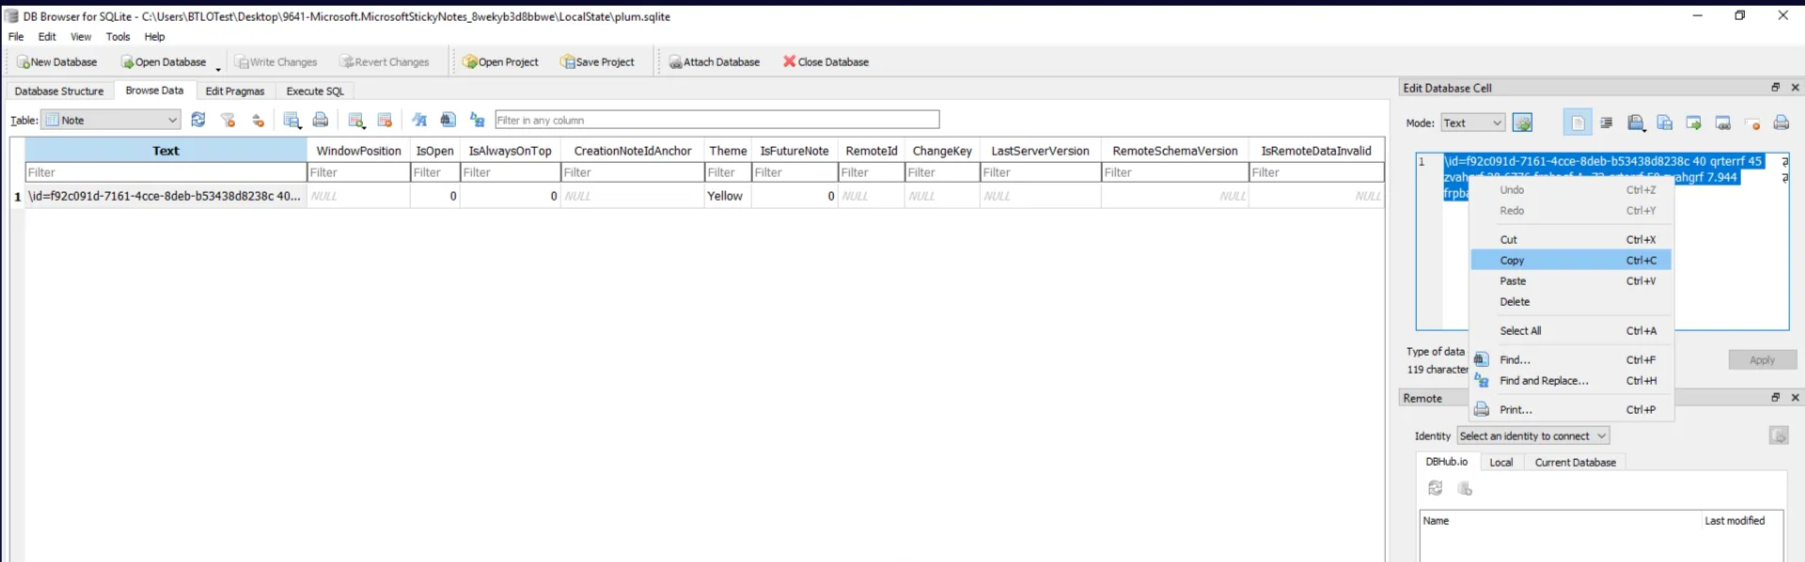 DB Browser for SQLite - C:\Users\BTLOTest\Desktop\9641-Microsoft.MicrosoftStickyNotes_8wekyb3d8bbwe\LocalState\plum.sqlite
File Edit View Tools Help
New Database Open Database Write Changes Revert Changes Open Project Save Project Attach Database Close Database
Database Structure Browse Data Edit Pragmas Execute SQL
Table: Note Filter in any column
Text WindowPosition IsOpen IsAlwaysOnTop CreationNoteIdAnchor Theme IsFutureNote RemoteId ChangeKey LastServerVersion RemoteSchemaVersion IsRemoteDataInvalid
Filter Filter Filter Filter Filter Filter Filter Filter Filter Filter Filter Filter
1 \id=f92c091d-7161-4cce-8deb-b53438d8238c 40... NULL 0 0 NULL Yellow 0 NULL NULL NULL NULL NULL
Edit Database Cell
Mode: Text
1 \id=f92c091d-7161-4cce-8deb-b53438d8238c 40 qrterrf 45
7.944
Undo Ctrl+Z
Redo Ctrl+Y
Cut Ctrl+X
Copy Ctrl+C
Paste Ctrl+V
Delete
Select All Ctrl+A
Find... Ctrl+F
Find and Replace... Ctrl+H
Print... Ctrl+P
Type of data
119
Apply
Remote
Identity Select an identity to connect
DBHub.io Local Current Database
Name Last modified